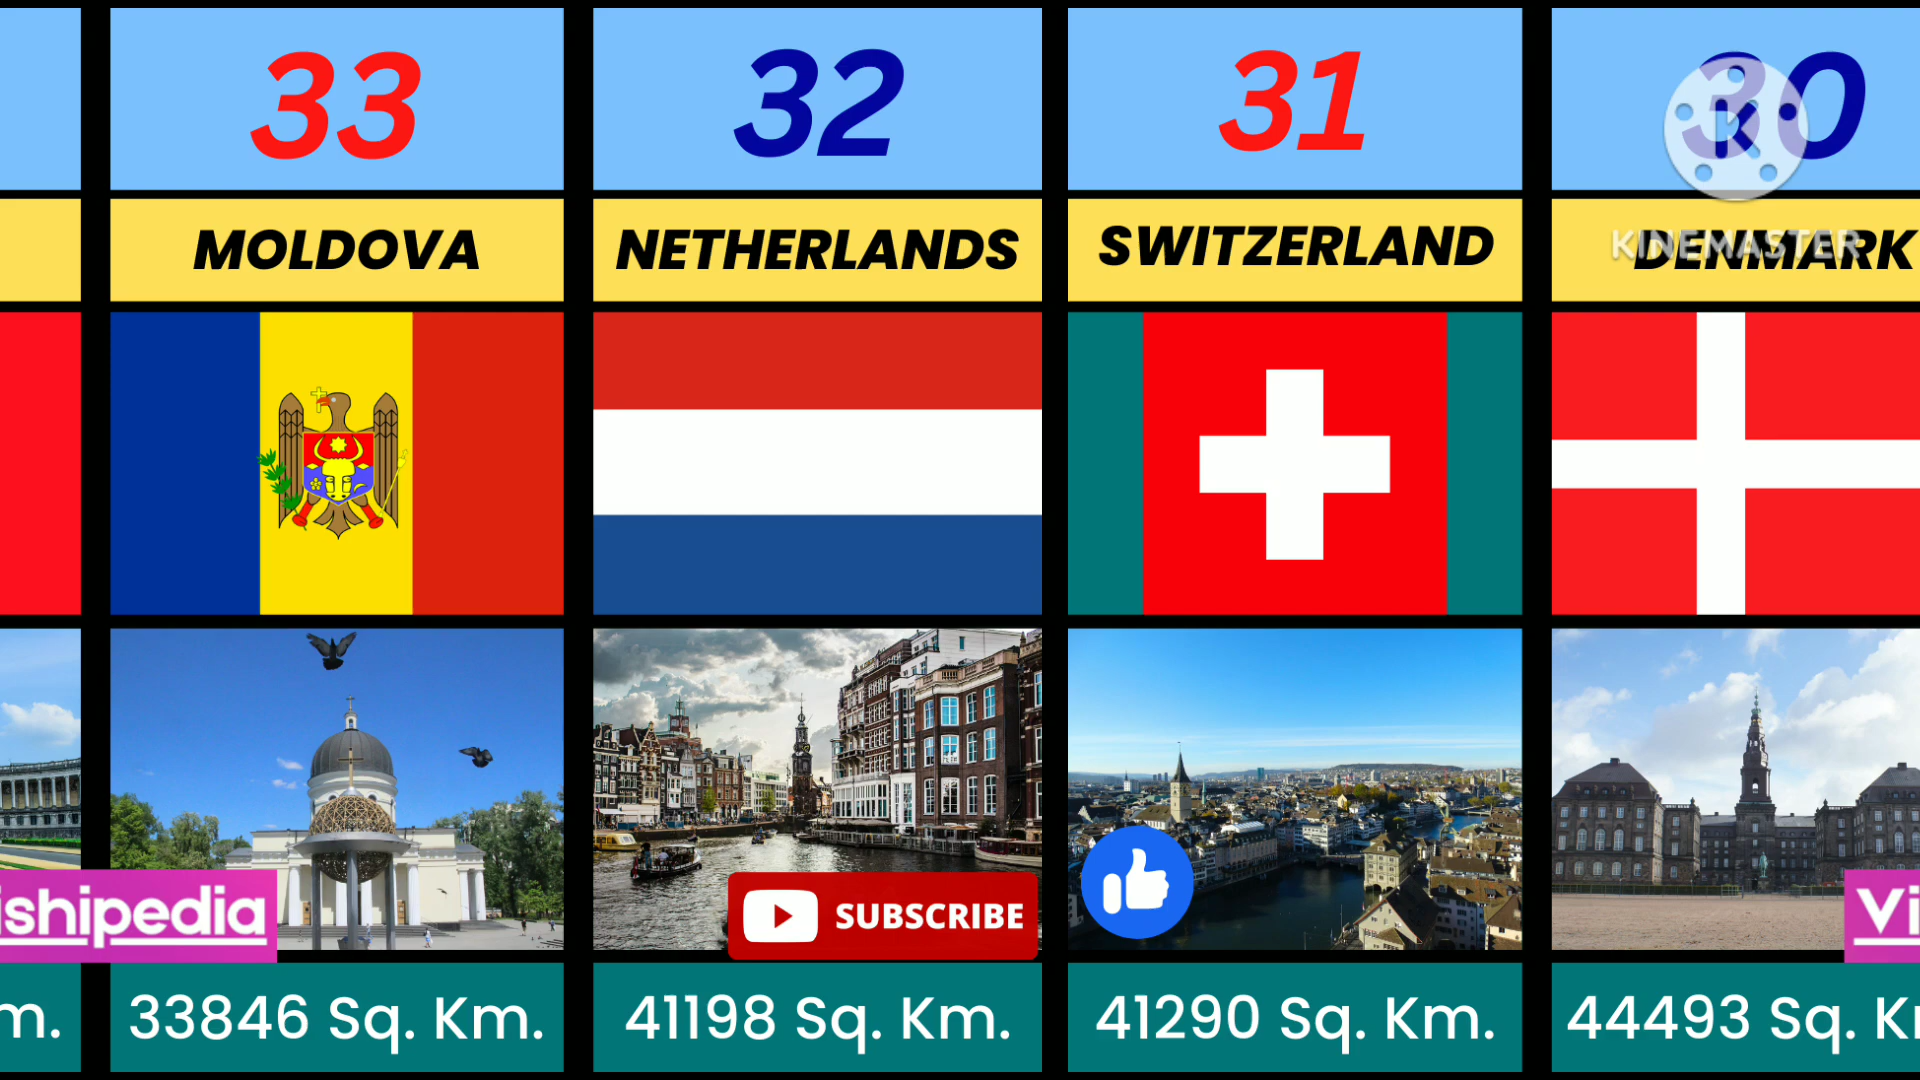 33
32
31
30
MOLDOVA
NETHERLANDS
SWITZERLAND
DENMARK
KINEMASTER
ishipedia
SUBSCRIBE
Vi
m.
33846 Sq. Km.
41198 Sq. Km.
41290 Sq. Km.
44493 Sq. K